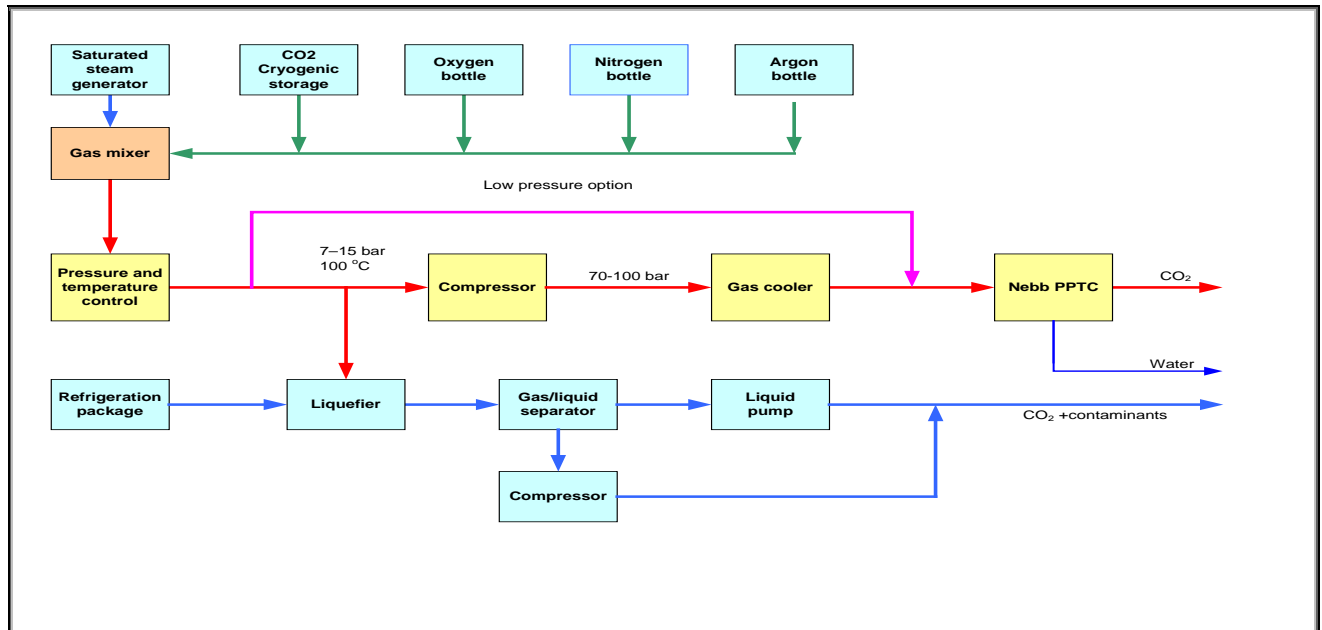 Saturated
steam
generator
CO2
Cryogenic
storage
Oxygen
bottle
Nitrogen
bottle
Argon
bottle
Gas mixer
Low pressure option
Pressure and
temperature
control
7–15 bar
100 °C
Compressor
70-100 bar
Gas cooler
Nebb PPTC
CO₂
Water
Refrigeration
package
Liquefier
Gas/liquid
separator
Liquid
pump
CO₂ +contaminants
Compressor